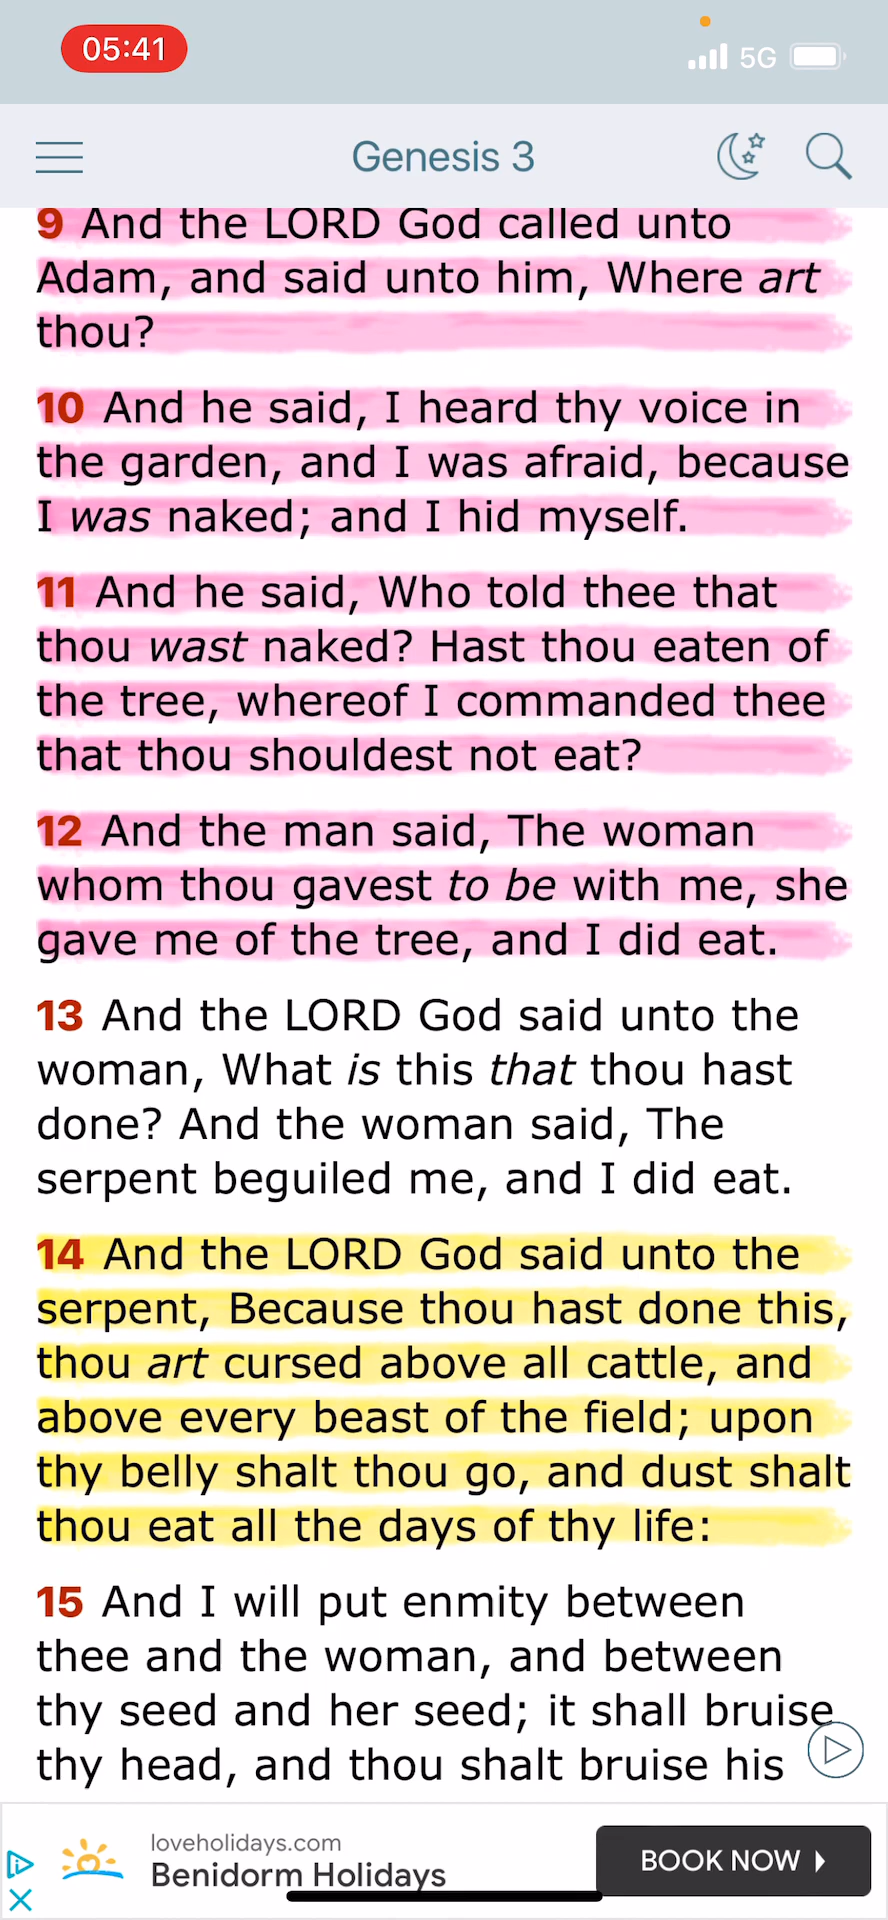 05:41
5G
Genesis 3
9 And the LORD God called unto
Adam, and said unto him, Where art
thou?
10 And he said, I heard thy voice in
the garden, and I was afraid, because
I was naked; and I hid myself.
11 And he said, Who told thee that
thou wast naked? Hast thou eaten of
the tree, whereof I commanded thee
that thou shouldest not eat?
12 And the man said, The woman
whom thou gavest to be with me, she
gave me of the tree, and I did eat.
13 And the LORD God said unto the
woman, What is this that thou hast
done? And the woman said, The
serpent beguiled me, and I did eat.
14 And the LORD God said unto the
serpent, Because thou hast done this,
thou art cursed above all cattle, and
above every beast of the field; upon
thy belly shalt thou go, and dust shalt
thou eat all the days of thy life:
15 And I will put enmity between
thee and the woman, and between
thy seed and her seed; it shall bruise
thy head, and thou shalt bruise his
loveholidays.com
Benidorm Holidays
BOOK NOW